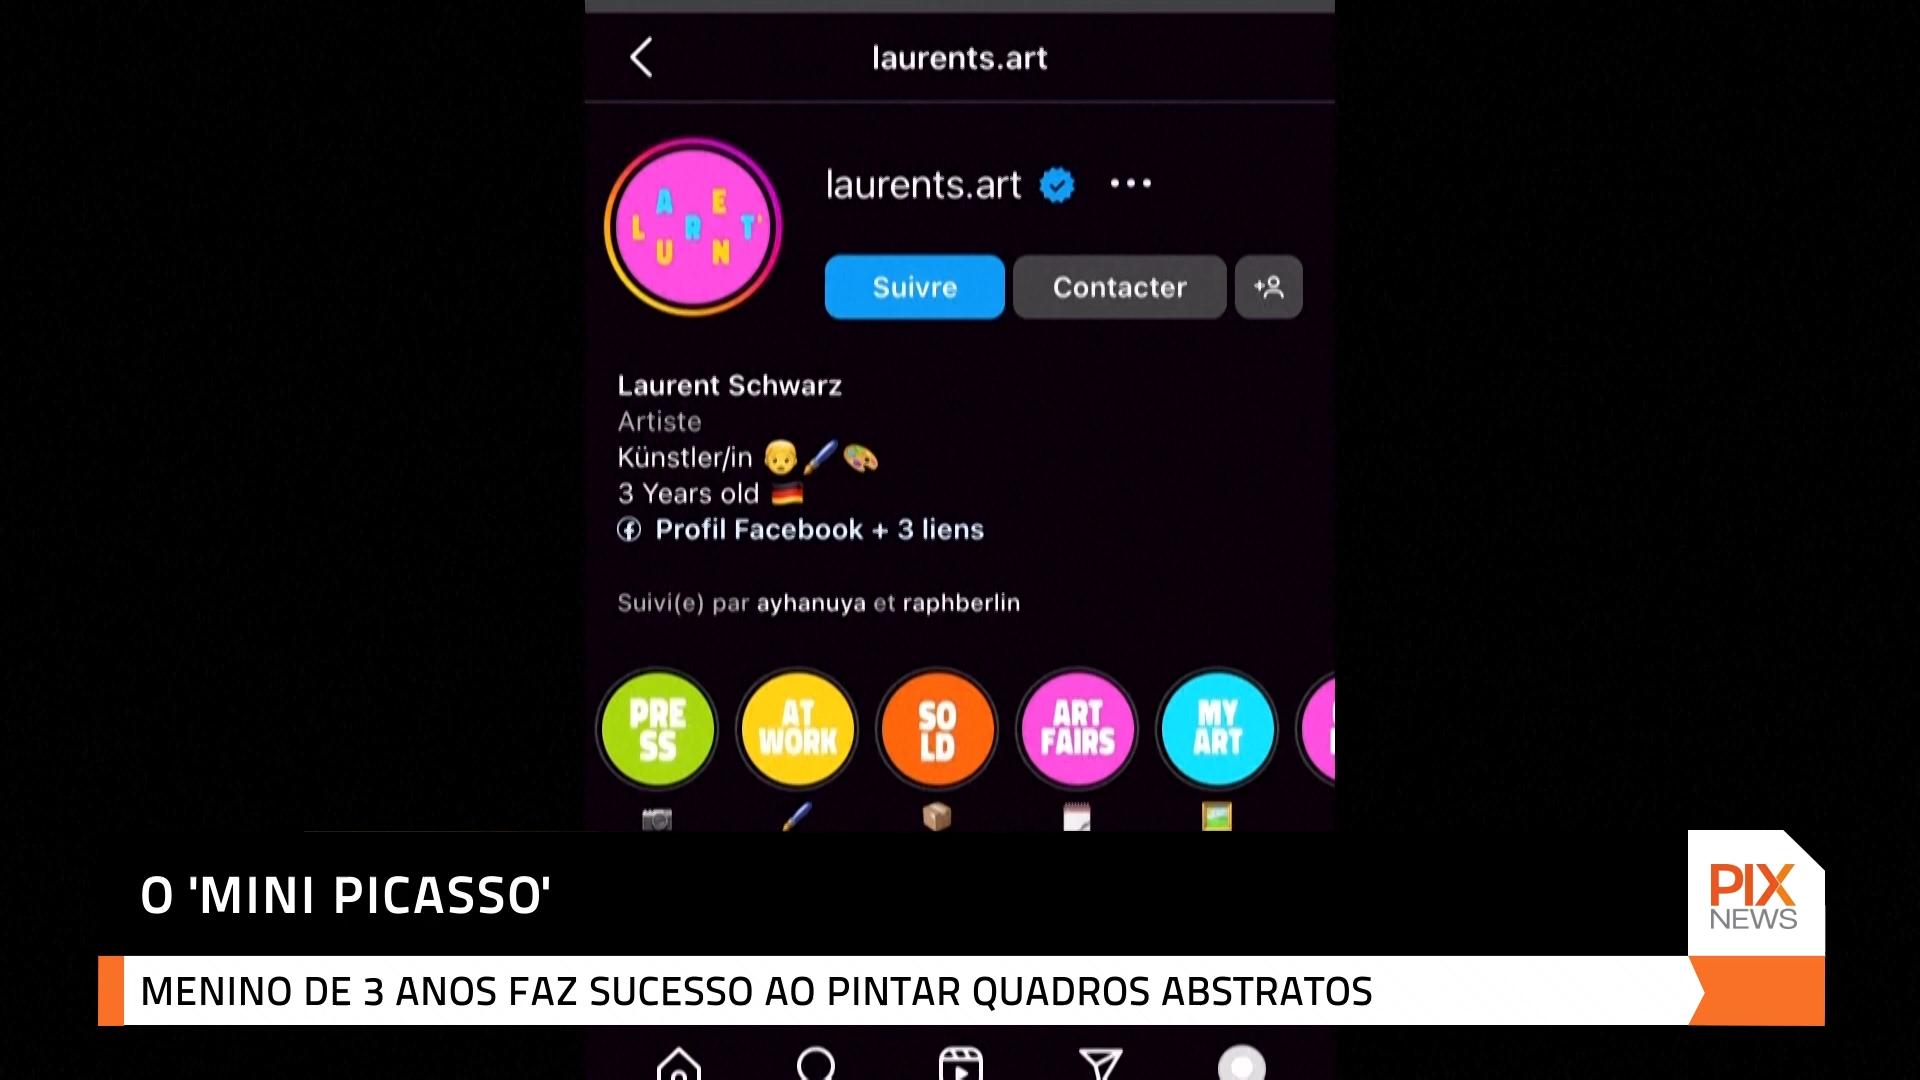 laurents.art
A E
L R T'
U N
laurents.art
Suivre Contacter
Laurent Schwarz
Artiste
Künstler/in
3 Years old
Profil Facebook + 3 liens
Suivi(e) par ayhanuya et raphberlin
PRE
SS
AT
WORK
SO
LD
ART
FAIRS
MY
ART
O 'MINI PICASSO'
PIX
NEWS
MENINO DE 3 ANOS FAZ SUCESSO AO PINTAR QUADROS ABSTRATOS